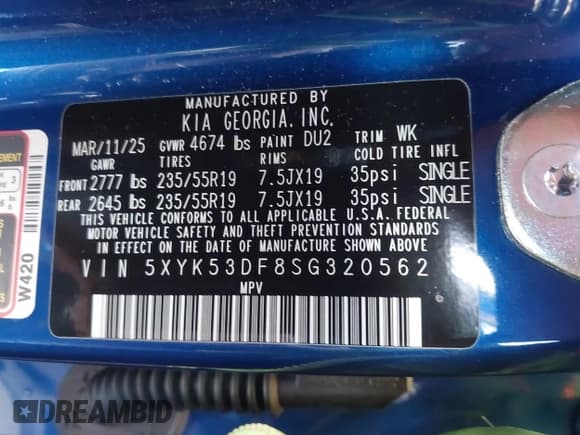 MANUFACTURED BY
KIA GEORGIA, INC.
MAR/11/25 GVWR 4674 lbs PAINT DU2 TRIM WK
GAWR TIRES RIMS COLD TIRE INFL
FRONT 2777 lbs 235/55R19 7.5JX19 35psi SINGLE
REAR 2645 lbs 235/55R19 7.5JX19 35psi SINGLE
THIS VEHICLE CONFORMS TO ALL APPLICABLE U.S.A. FEDERAL
MOTOR VEHICLE SAFETY AND THEFT PREVENTION STANDARDS
IN EFFECT ON THE DATE OF MANUFACTURE SHOWN ABOVE
VIN 5XYK53DF8SG320562
MPV
W420
DREAMBID